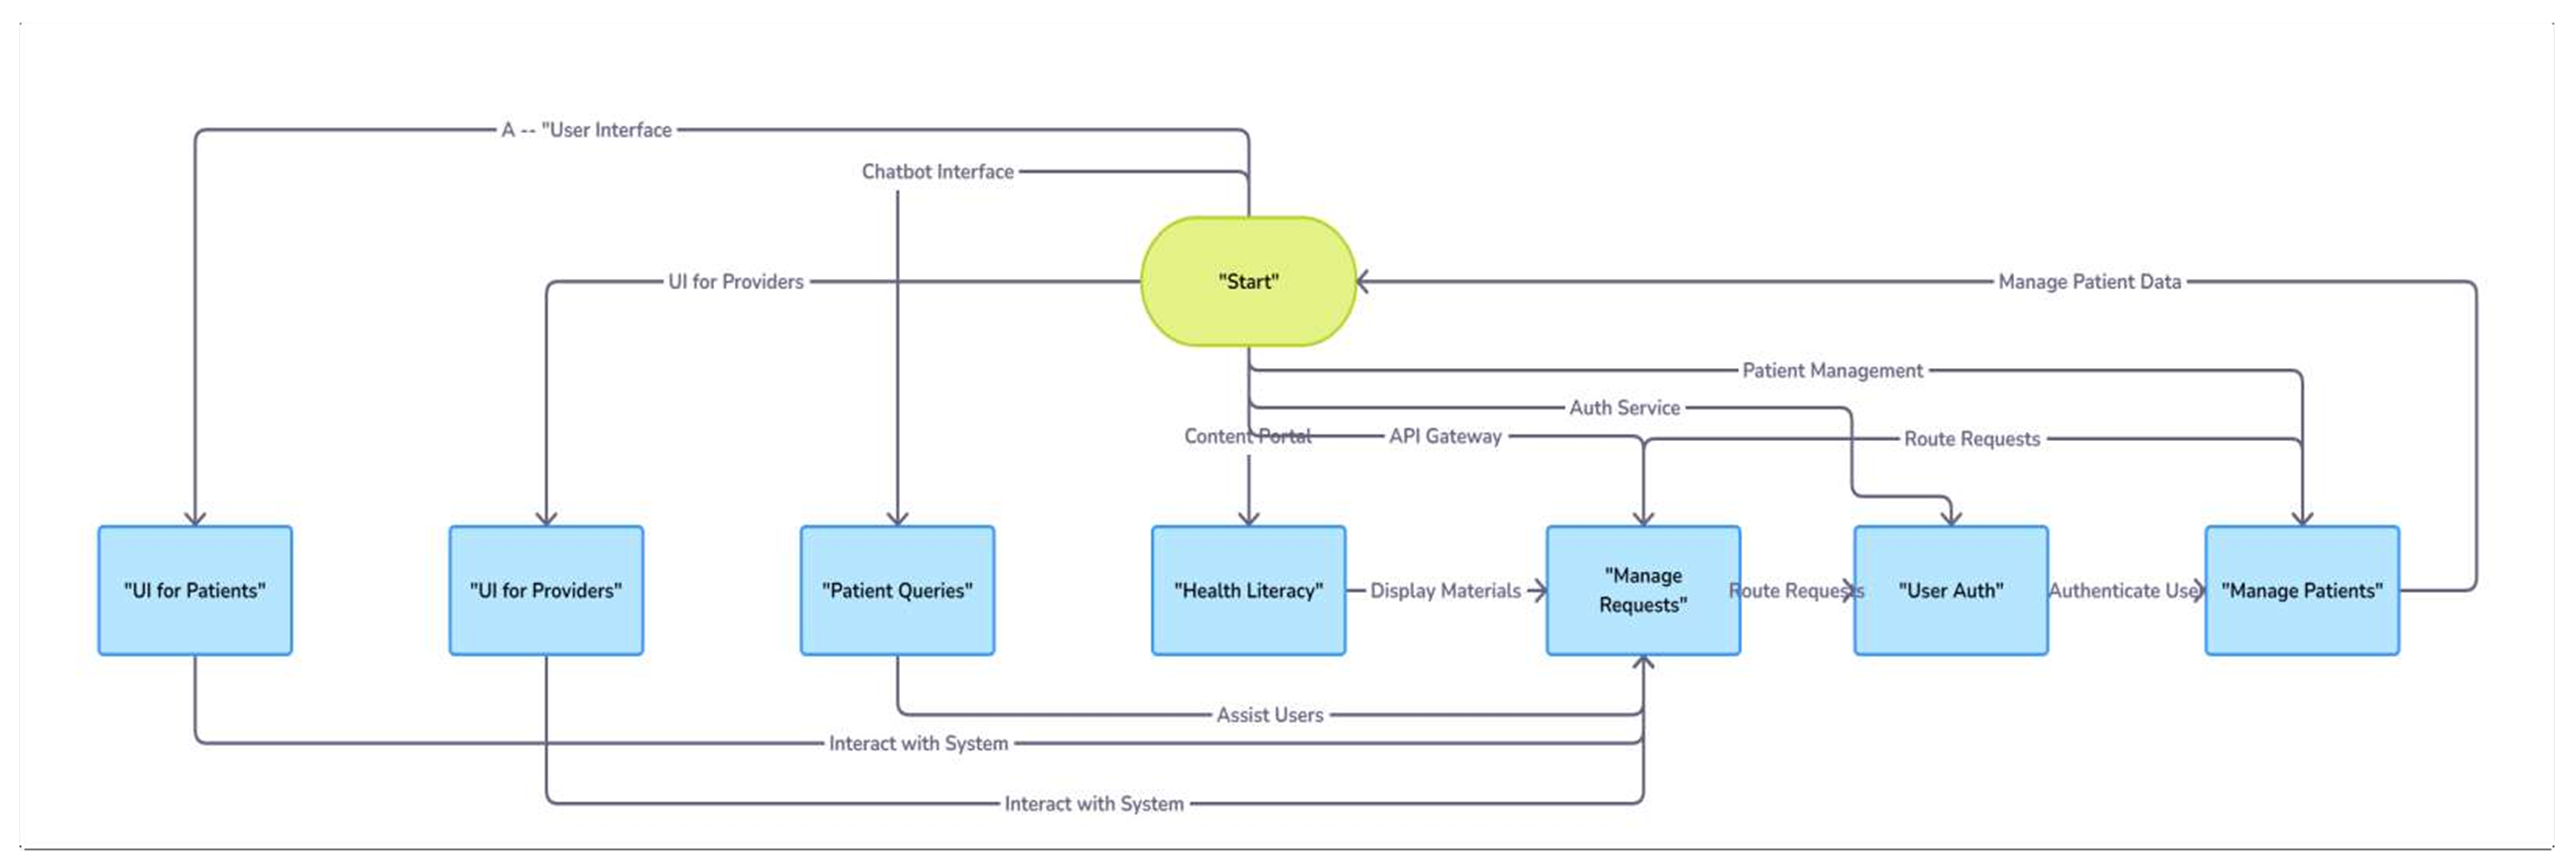 A -- "User Interface
Chatbot Interface
UI for Providers
"Start"
Manage Patient Data
Patient Management
Auth Service
Content Portal
API Gateway
Route Requests
"UI for Patients"
"UI for Providers"
"Patient Queries"
"Health Literacy"
Display Materials
"Manage
Requests"
Route Requests
"User Auth"
Authenticate User
"Manage Patients"
Assist Users
Interact with System
Interact with System